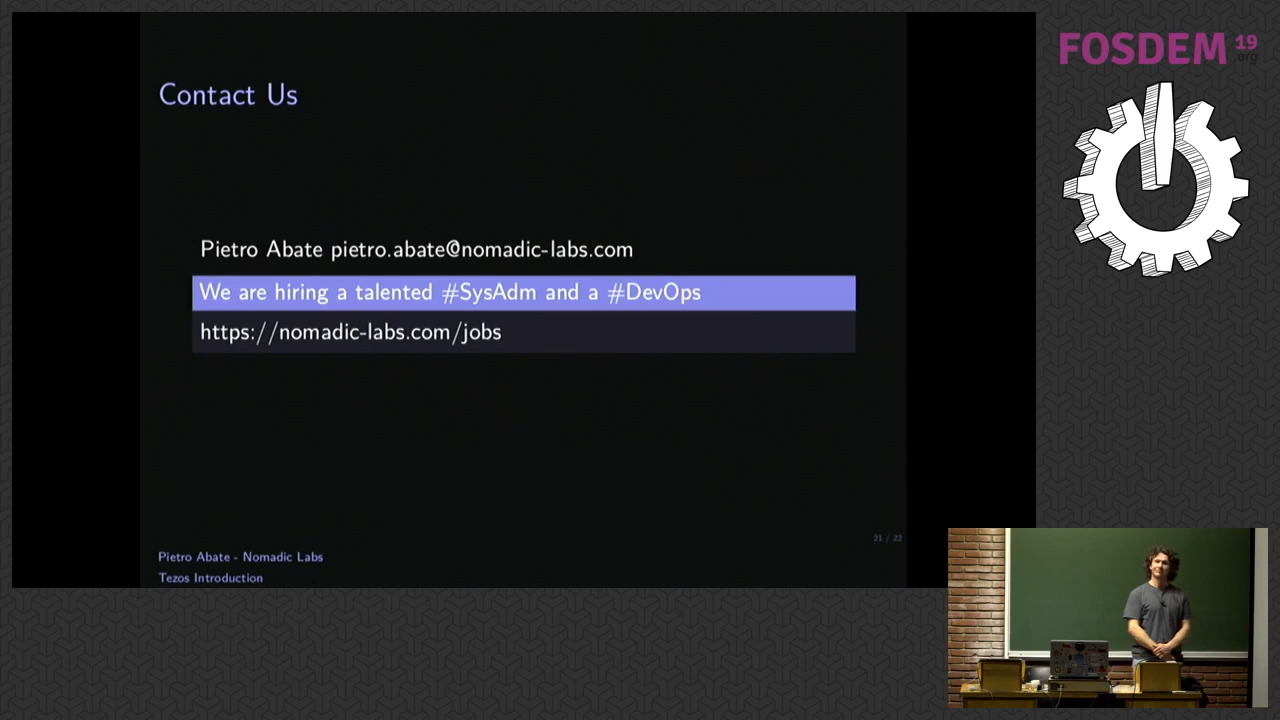 FOSDEM 19
.org
Contact Us
Pietro Abate pietro.abate@nomadic-labs.com
We are hiring a talented #SysAdm and a #DevOps
https://nomadic-labs.com/jobs
21 / 22
Pietro Abate - Nomadic Labs
Tezos Introduction